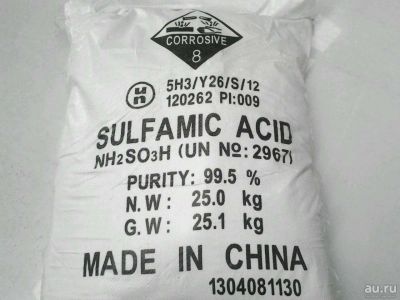 CORROSIVE
8
5H3/Y26/S/12
120262 PI:009
SULFAMIC ACID
NH2SO3H (UN No: 2967)
PURITY: 99.5 %
N.W: 25.0 kg
G.W: 25.1 kg
MADE IN CHINA
1304081130
au.ru